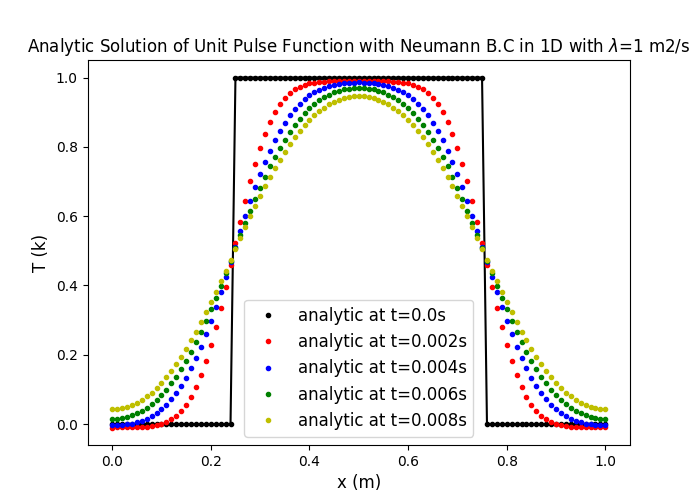 Analytic Solution of Unit Pulse Function with Neumann B.C in 1D with λ=1 m2/s
1.0
0.8
0.6
0.4
0.2
0.0
T (k)
analytic at t=0.0s
analytic at t=0.002s
analytic at t=0.004s
analytic at t=0.006s
analytic at t=0.008s
0.0 0.2 0.4 0.6 0.8 1.0
x (m)